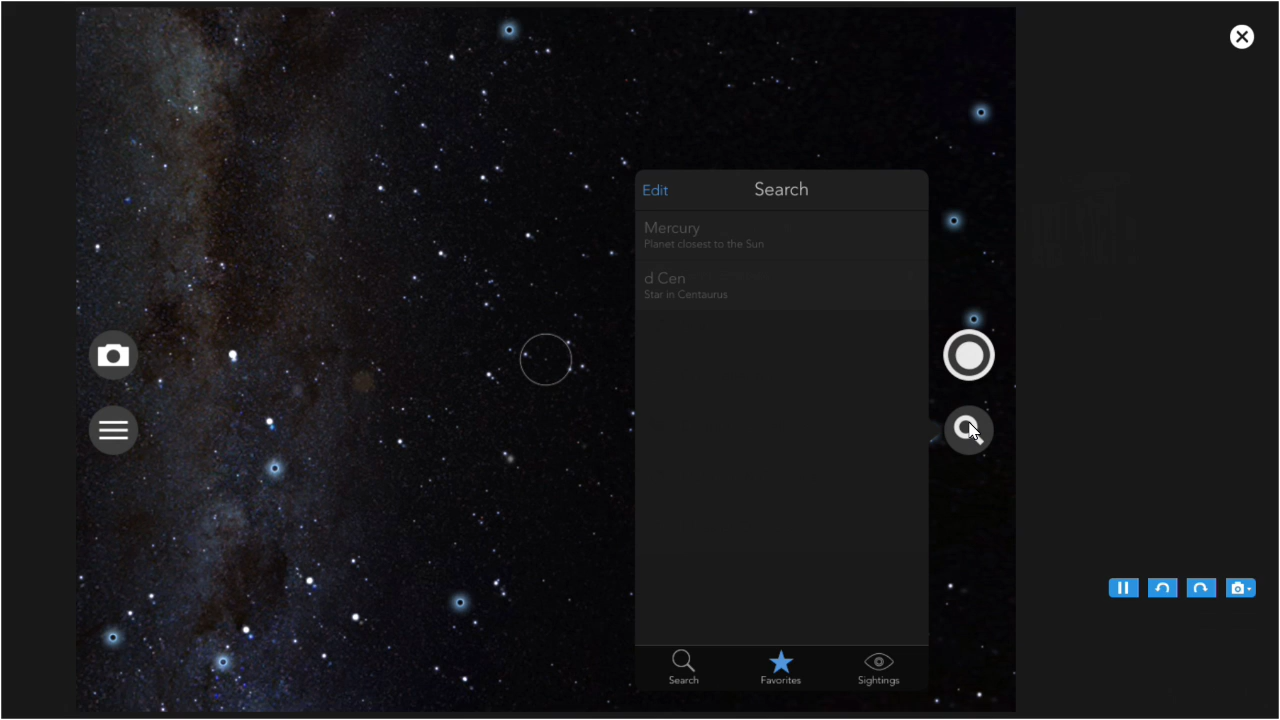 Edit Search
Mercury
Planet closest to the Sun
d Cen
Star in Centaurus
Search Favorites Sightings